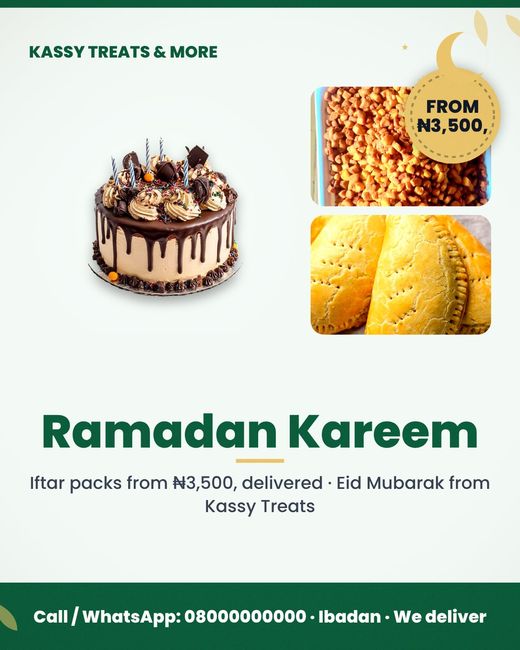 KASSY TREATS & MORE
FROM
₦3,500,
Ramadan Kareem
Iftar packs from ₦3,500, delivered · Eid Mubarak from
Kassy Treats
Call / WhatsApp: 08000000000 · Ibadan · We deliver